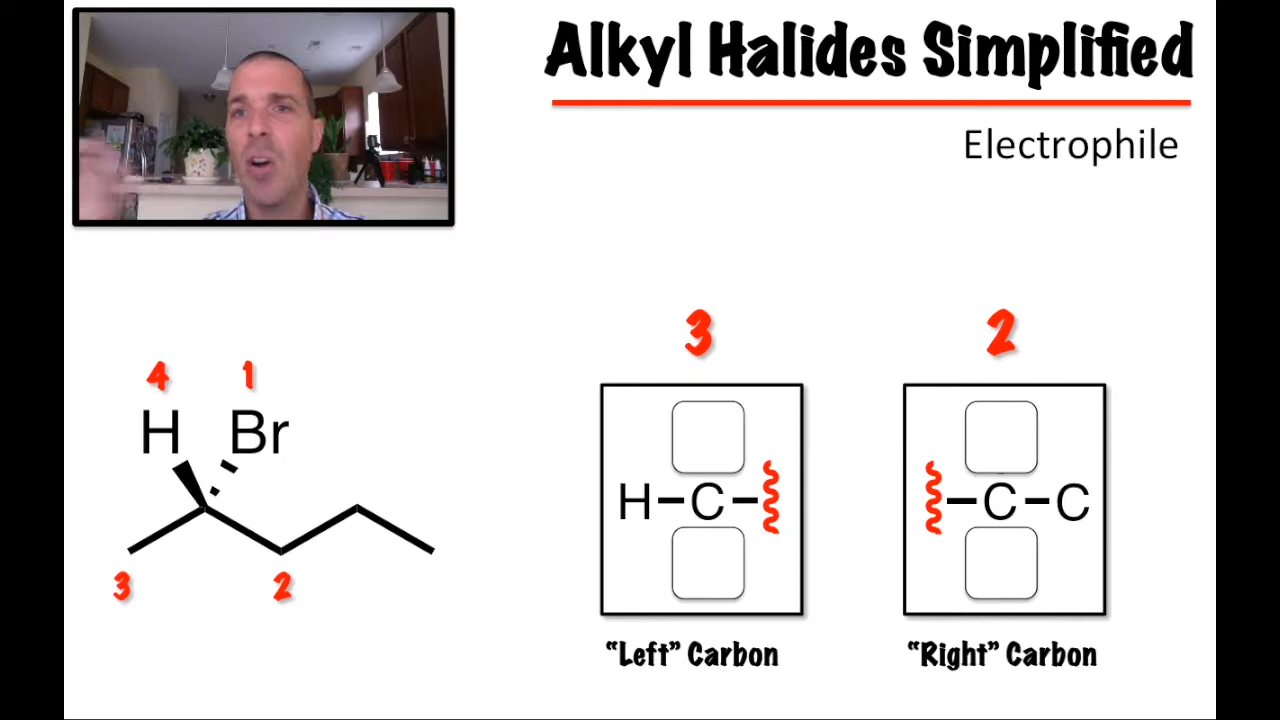 Alkyl Halides Simplified
Electrophile
3 2
4 1
H Br
H C C C
3 2
“Left” Carbon “Right” Carbon